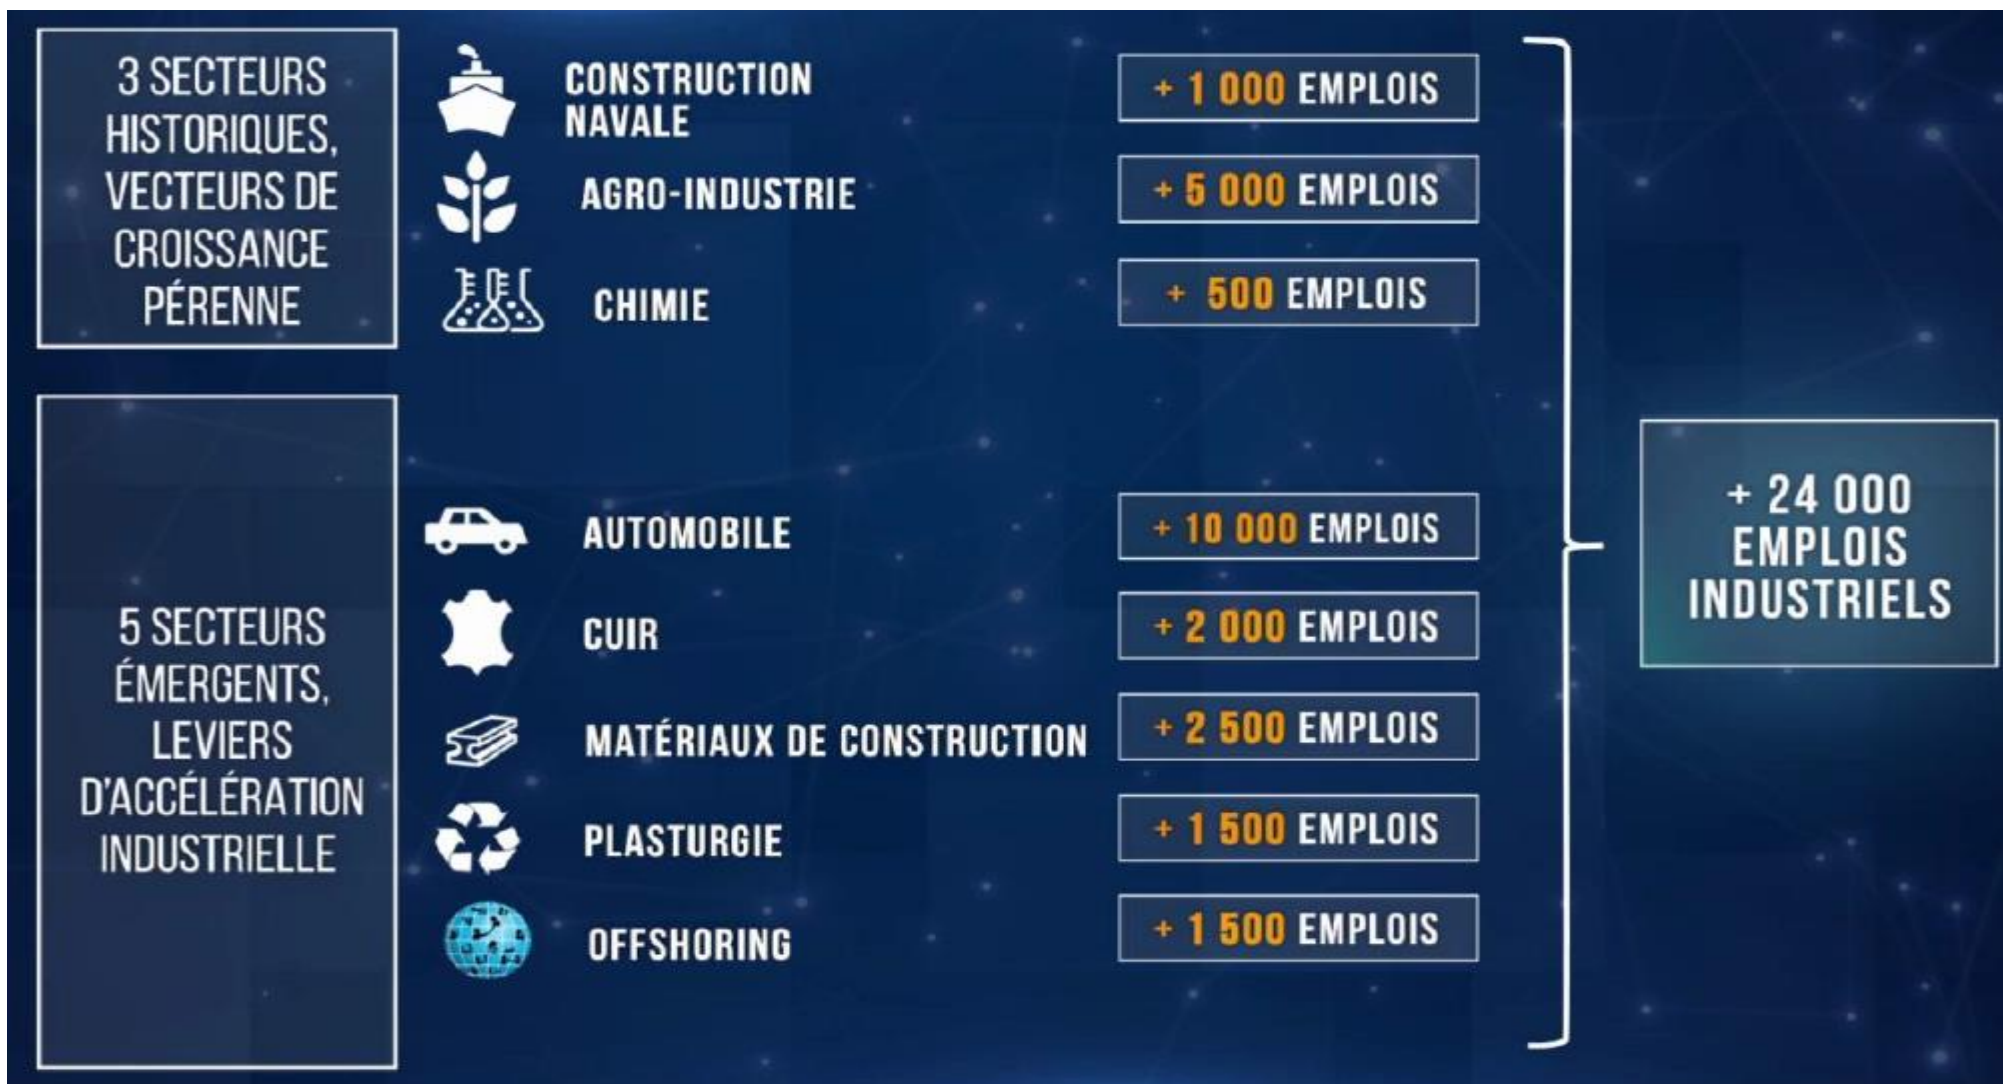 3 SECTEURS
HISTORIQUES,
VECTEURS DE
CROISSANCE
PÉRENNE
CONSTRUCTION
NAVALE
+ 1 000 EMPLOIS
AGRO-INDUSTRIE
+ 5 000 EMPLOIS
CHIMIE
+ 500 EMPLOIS
5 SECTEURS
ÉMERGENTS,
LEVIERS
D'ACCÉLÉRATION
INDUSTRIELLE
AUTOMOBILE
+ 10 000 EMPLOIS
CUIR
+ 2 000 EMPLOIS
MATÉRIAUX DE CONSTRUCTION
+ 2 500 EMPLOIS
PLASTURGIE
+ 1 500 EMPLOIS
OFFSHORING
+ 1 500 EMPLOIS
+ 24 000
EMPLOIS
INDUSTRIELS